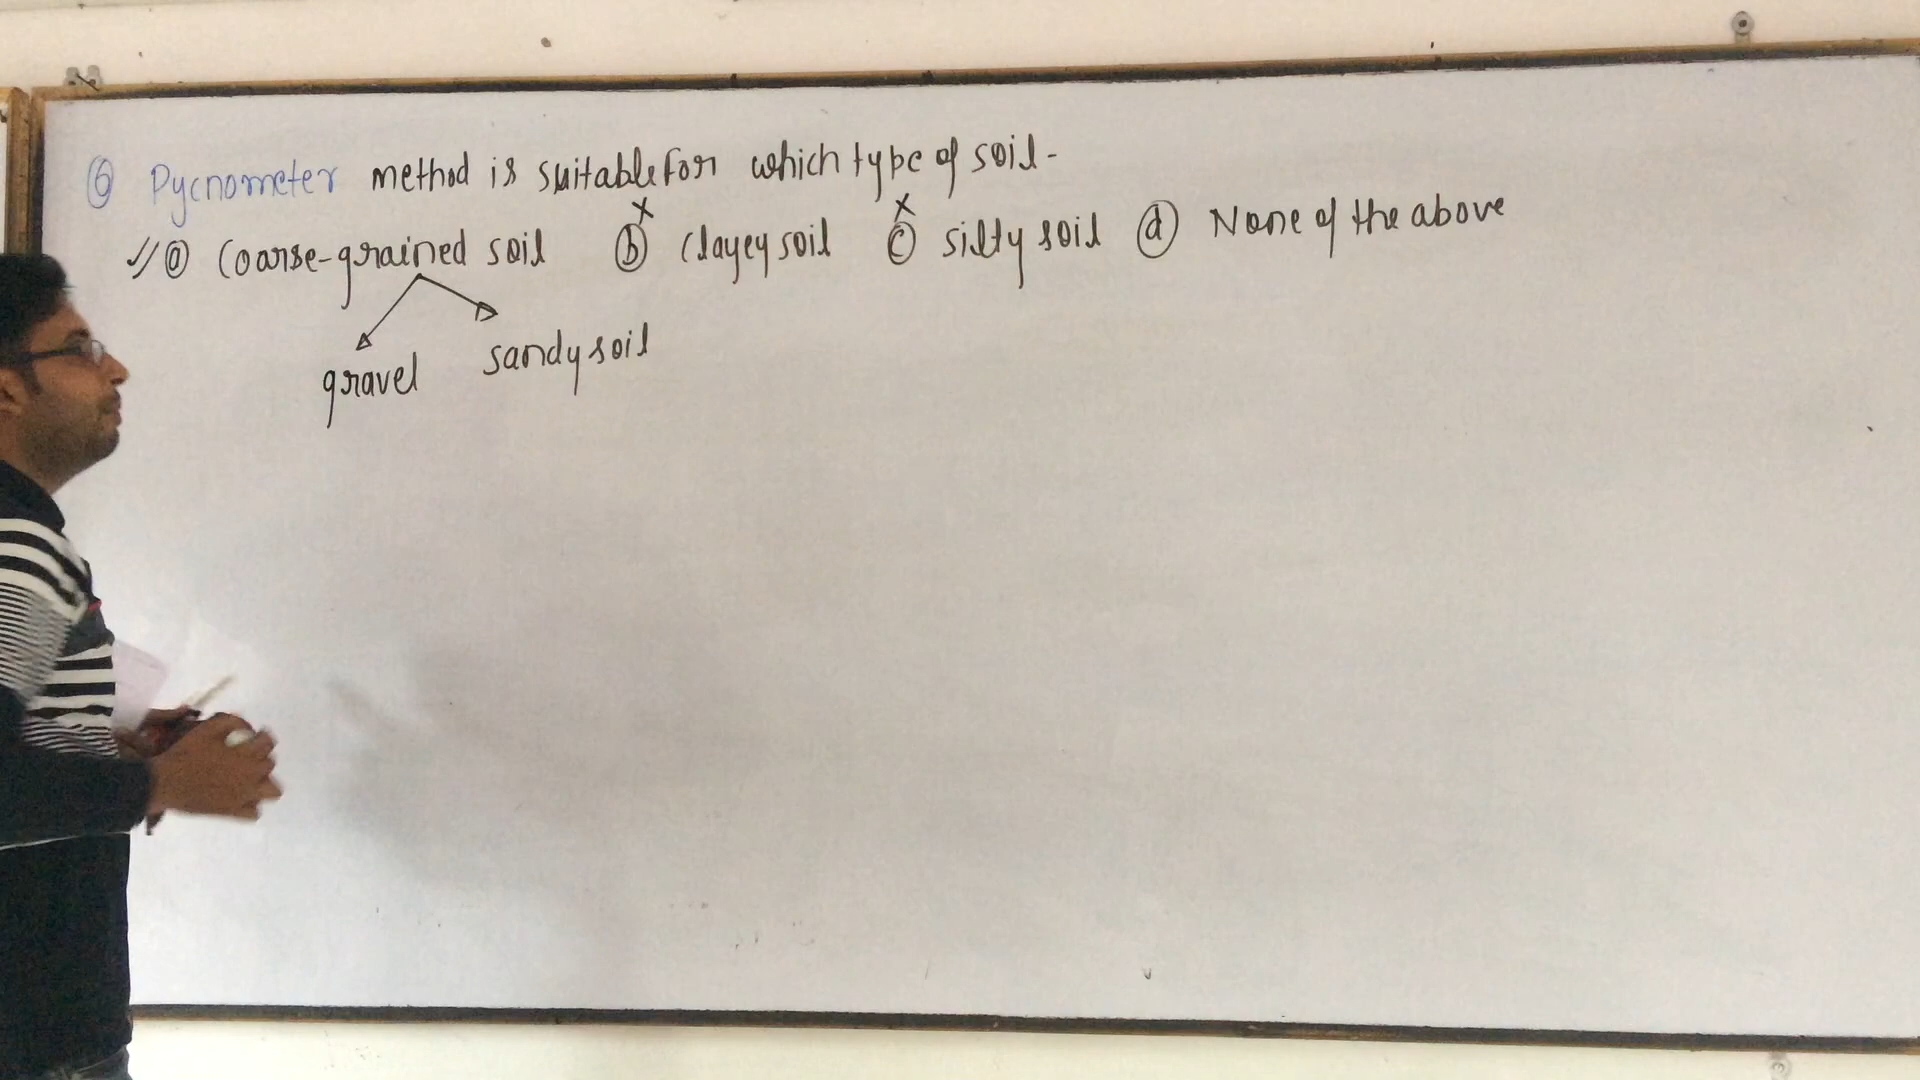 ⑥ Pycnometer method is suitable for which type of soil-
✓ⓐ Coarse-grained soil ⓑ clayey soil ⓒ silty soil ⓓ None of the above
x x
gravel sandy soil